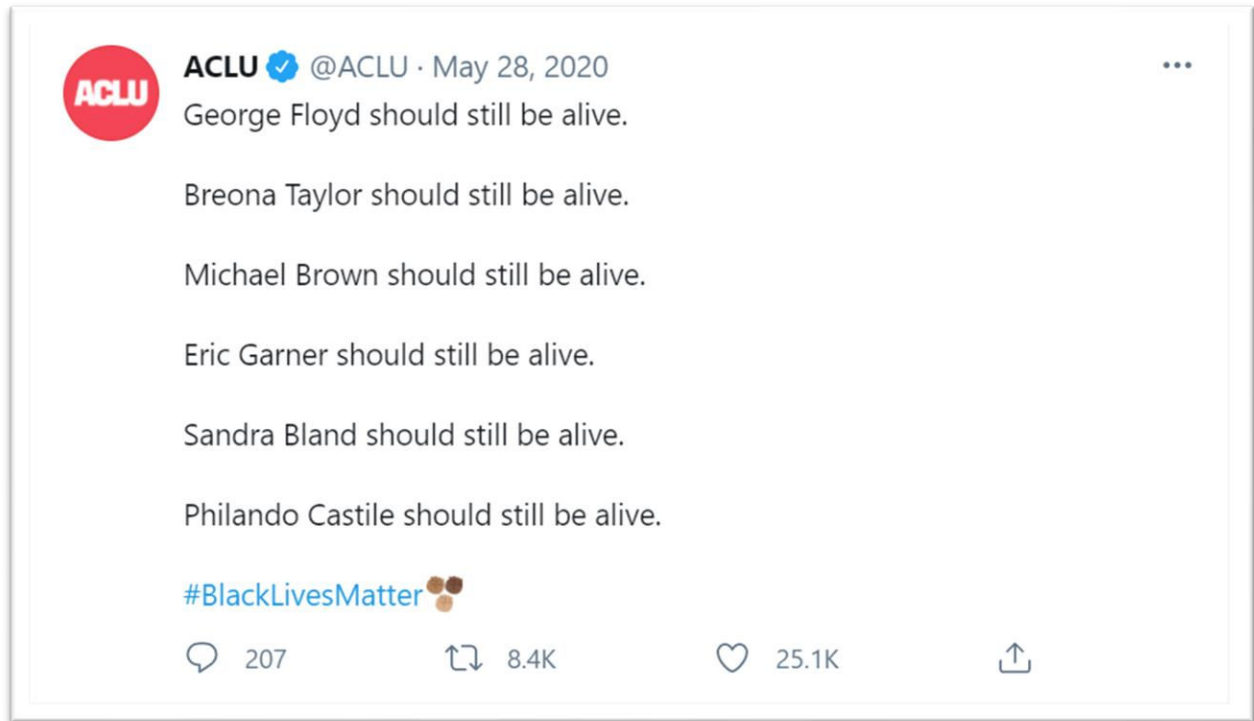 ACLU @ACLU · May 28, 2020
ACLU
George Floyd should still be alive.
Breona Taylor should still be alive.
Michael Brown should still be alive.
Eric Garner should still be alive.
Sandra Bland should still be alive.
Philando Castile should still be alive.
#BlackLivesMatter
207 8.4K 25.1K